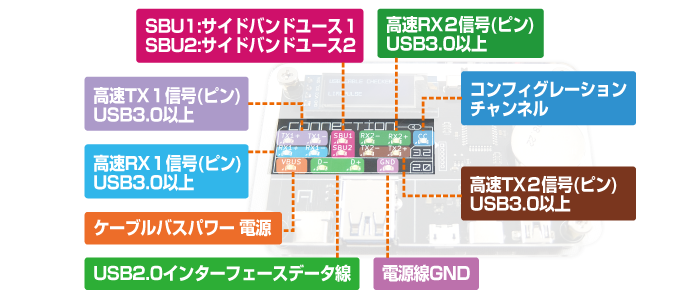 SBU1:サイドバンドユース1
SBU2:サイドバンドユース2
高速RX2信号(ピン)
USB3.0以上
高速TX1信号(ピン)
USB3.0以上
コンフィグレーション
チャンネル
高速RX1信号(ピン)
USB3.0以上
高速TX2信号(ピン)
USB3.0以上
ケーブルバスパワー 電源
USB2.0インターフェースデータ線
電源線GND
CONNECTION
TX1+ TX1- SBU1 RX2- RX2+ CC
RX1+ RX1- SBU2 TX2- TX2+ 3.2
VBUS D- D+ GND 2.0